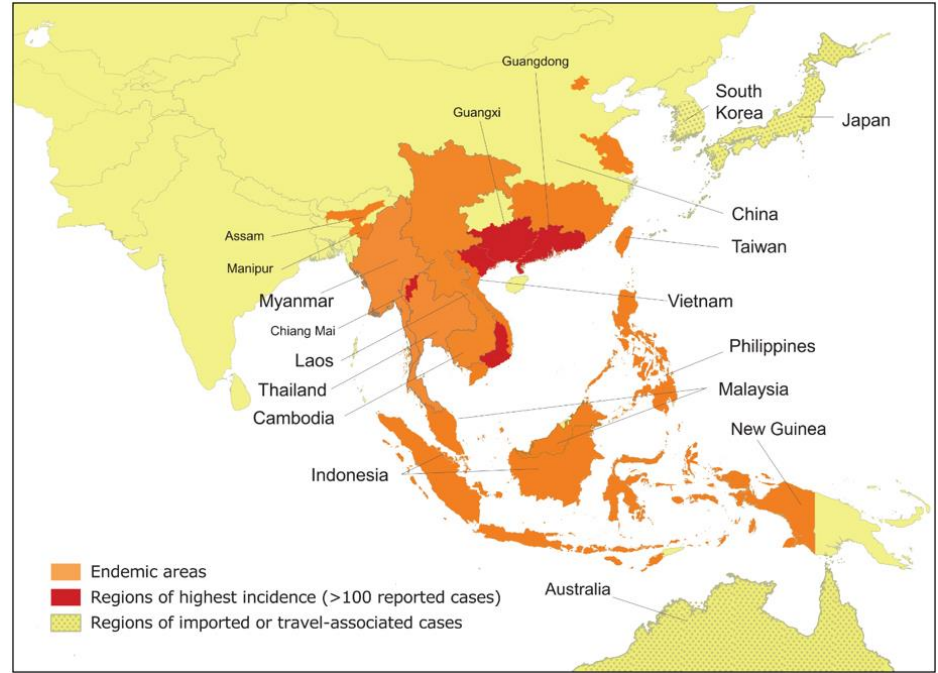 Guangdong
South
Korea
Guangxi
Japan
China
Assam
Taiwan
Manipur
Myanmar
Vietnam
Chiang Mai
Philippines
Laos
Malaysia
Thailand
Cambodia
New Guinea
Indonesia
Endemic areas
Australia
Regions of highest incidence (>100 reported cases)
Regions of imported or travel-associated cases